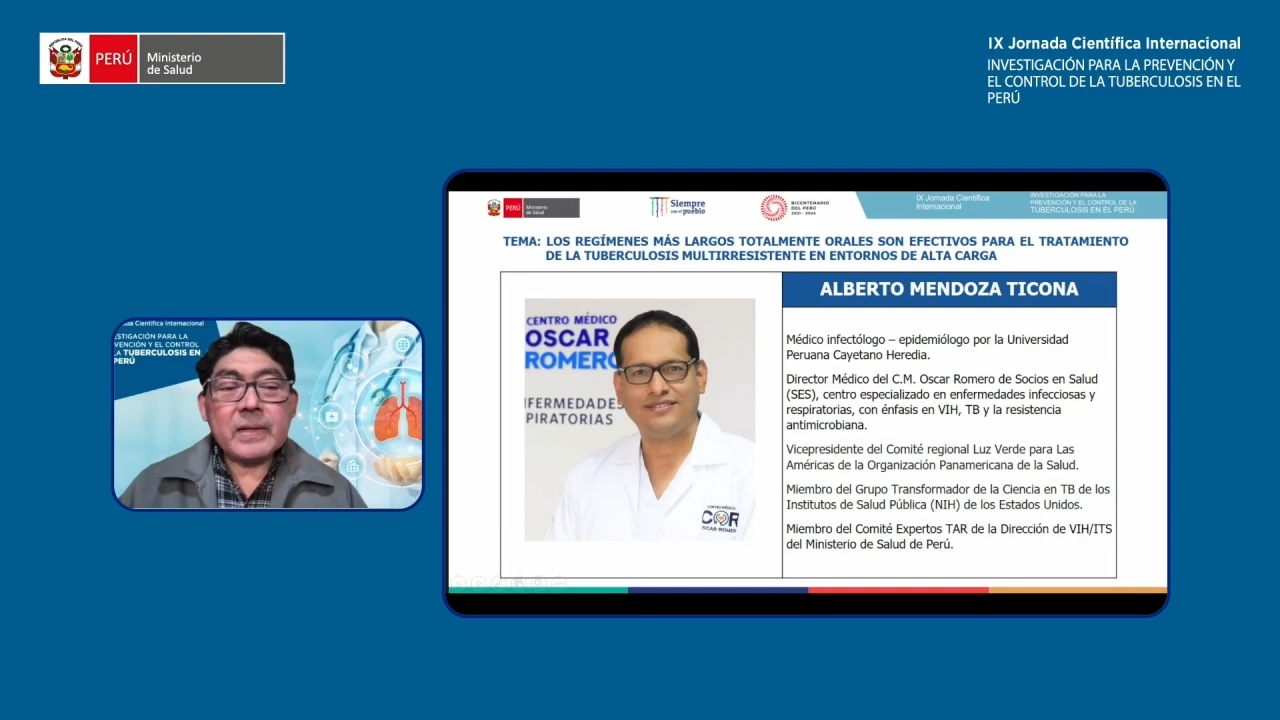 PERÚ
Ministerio
de Salud
IX Jornada Científica Internacional
INVESTIGACIÓN PARA LA PREVENCIÓN Y
EL CONTROL DE LA TUBERCULOSIS EN EL
PERÚ
PERÚ
Ministerio
de Salud
Siempre
con el pueblo
BICENTENARIO
DEL PERÚ
2021 - 2024
IX Jornada Científica
Internacional
INVESTIGACIÓN PARA LA
PREVENCIÓN Y EL CONTROL DE LA
TUBERCULOSIS EN EL PERÚ
TEMA: LOS REGÍMENES MÁS LARGOS TOTALMENTE ORALES SON EFECTIVOS PARA EL TRATAMIENTO
DE LA TUBERCULOSIS MULTIRRESISTENTE EN ENTORNOS DE ALTA CARGA
CENTRO MÉDICO
OSCAR
ROMERO
NFERMEDADES
PIRATORIAS
ALBERTO MENDOZA TICONA
Médico infectólogo – epidemiólogo por la Universidad
Peruana Cayetano Heredia.
Director Médico del C.M. Oscar Romero de Socios en Salud
(SES), centro especializado en enfermedades infecciosas y
respiratorias, con énfasis en VIH, TB y la resistencia
antimicrobiana.
Vicepresidente del Comité regional Luz Verde para Las
Américas de la Organización Panamericana de la Salud.
Miembro del Grupo Transformador de la Ciencia en TB de los
Institutos de Salud Pública (NIH) de los Estados Unidos.
Miembro del Comité Expertos TAR de la Dirección de VIH/ITS
del Ministerio de Salud de Perú.
da Científica Internacional
ESTIGACIÓN PARA LA
VENCIÓN Y EL CONTROL
A TUBERCULOSIS EN
PERÚ